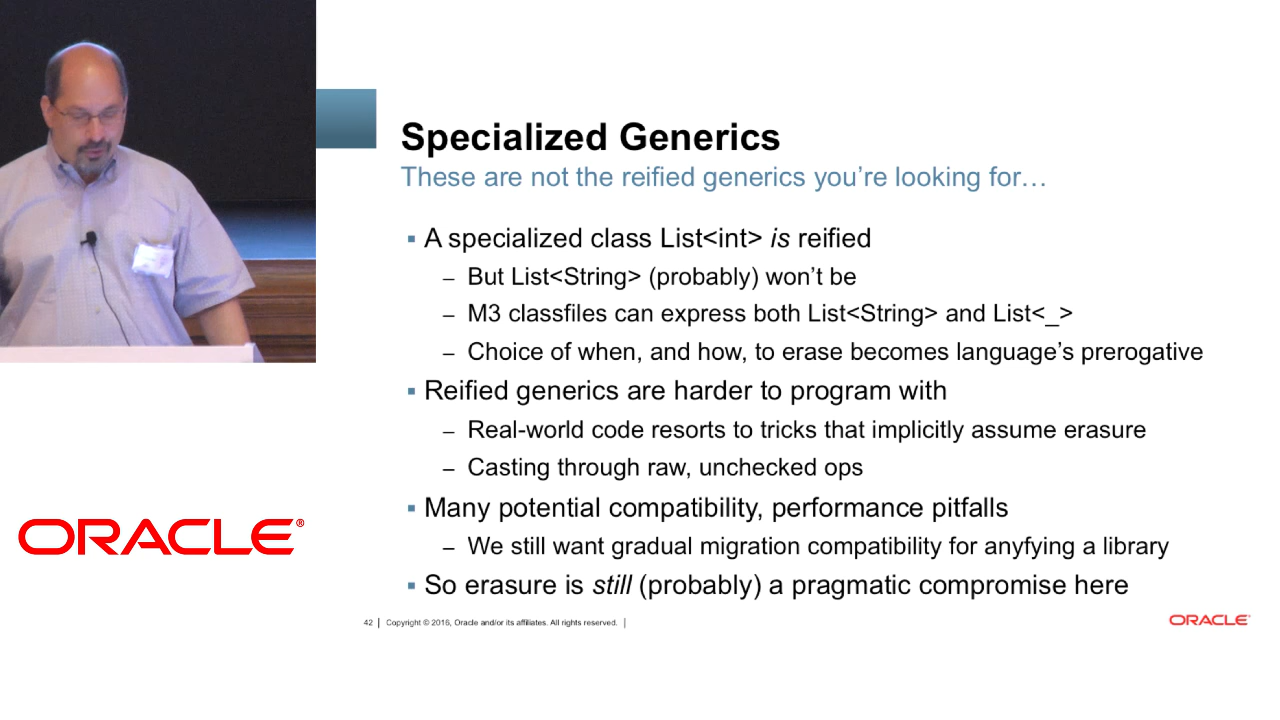 Specialized Generics
These are not the reified generics you're looking for…
▪ A specialized class List<int> is reified
– But List<String> (probably) won't be
– M3 classfiles can express both List<String> and List<_>
– Choice of when, and how, to erase becomes language's prerogative
▪ Reified generics are harder to program with
– Real-world code resorts to tricks that implicitly assume erasure
– Casting through raw, unchecked ops
▪ Many potential compatibility, performance pitfalls
– We still want gradual migration compatibility for anyfying a library
▪ So erasure is still (probably) a pragmatic compromise here
ORACLE®
42 | Copyright © 2016, Oracle and/or its affiliates. All rights reserved. |
ORACLE®